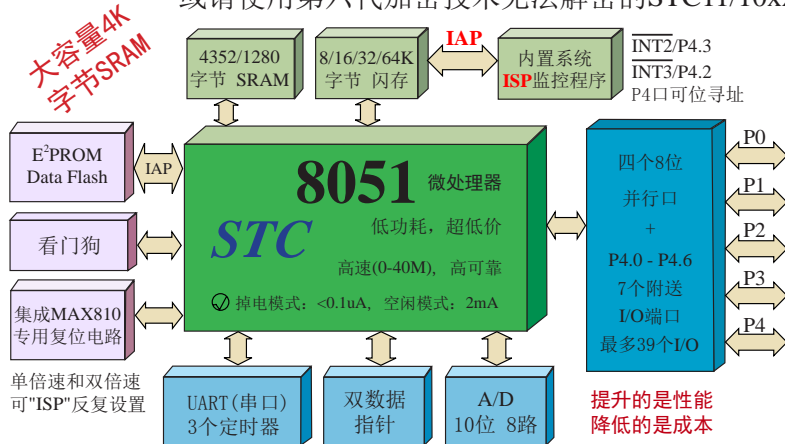 或请使用第六代加密技术无法解密的STC11/10x
大容量4K
字节SRAM
4352/1280
字节 SRAM
8/16/32/64K
字节 闪存
IAP
内置系统
ISP监控程序
INT2/P4.3
INT3/P4.2
P4口可位寻址
E²PROM
Data Flash
IAP
看门狗
集成MAX810
专用复位电路
单倍速和双倍速
可"ISP"反复设置
8051 微处理器
STC
低功耗，超低价
高速(0-40M)，高可靠
掉电模式：<0.1uA，空闲模式：2mA
四个8位
并行口
+
P4.0 - P4.6
7个附送
I/O端口
最多39个I/O
P0
P1
P2
P3
P4
UART(串口)
3个定时器
双数据
指针
A/D
10位 8路
提升的是性能
降低的是成本